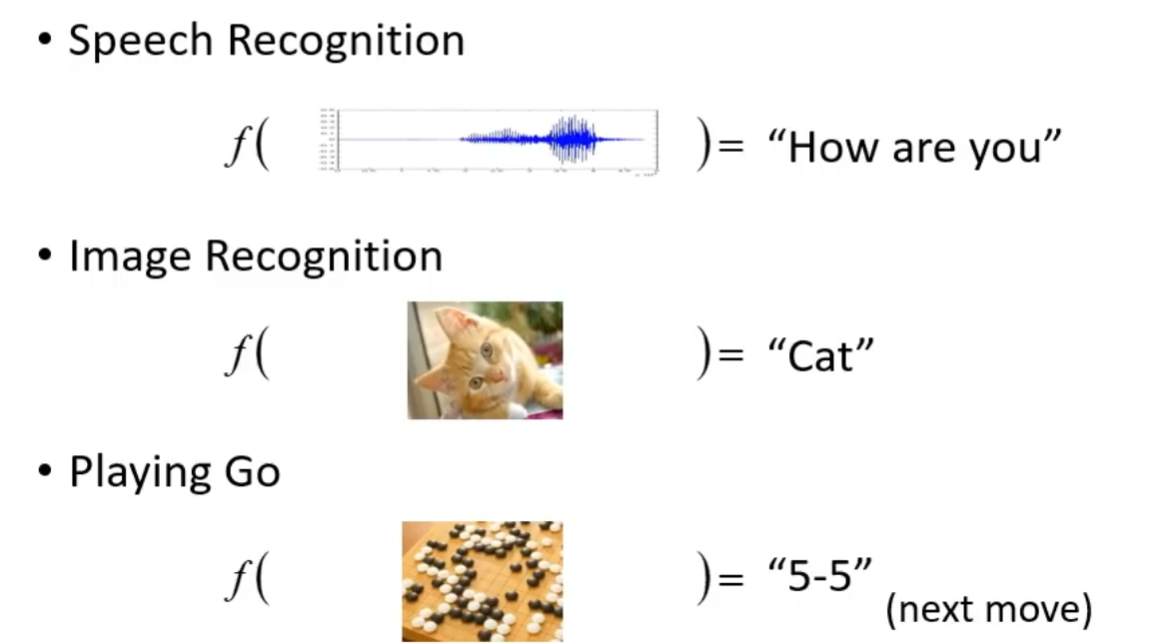 • Speech Recognition
f( )= “How are you”
• Image Recognition
f( )= “Cat”
• Playing Go
f( )= “5-5”
(next move)